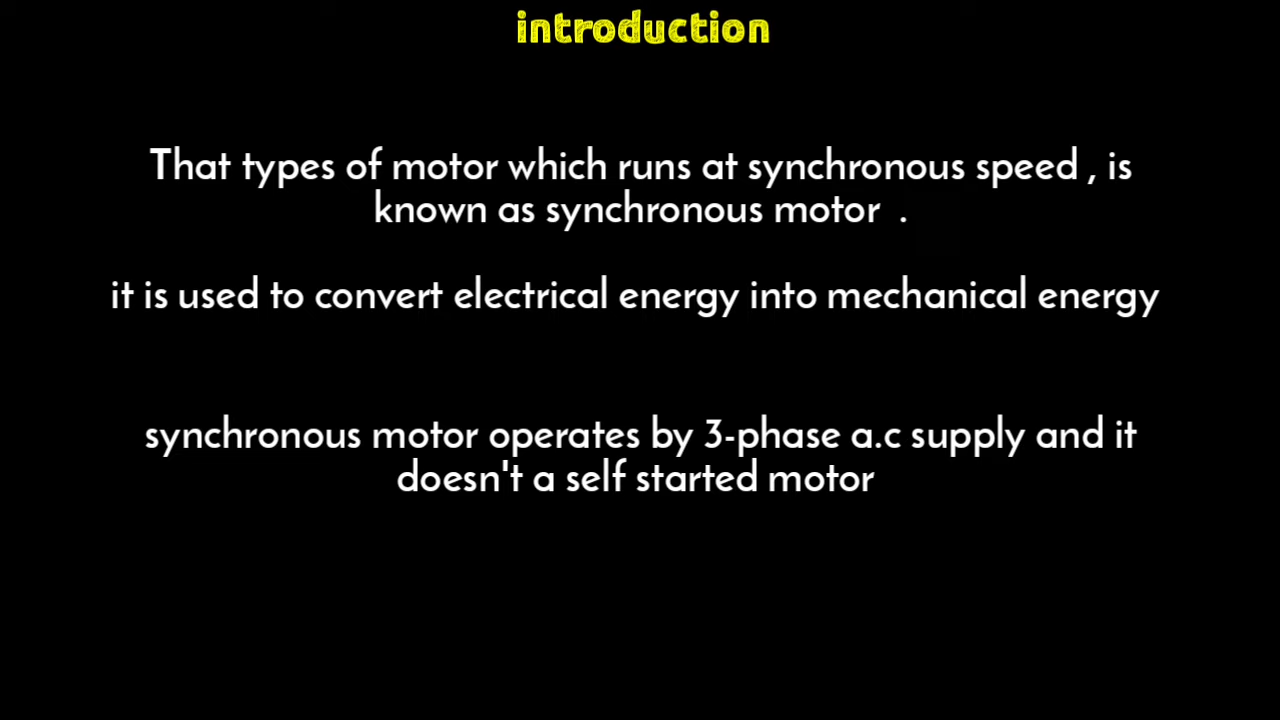 introduction
That types of motor which runs at synchronous speed , is
known as synchronous motor .
it is used to convert electrical energy into mechanical energy
synchronous motor operates by 3-phase a.c supply and it
doesn't a self started motor